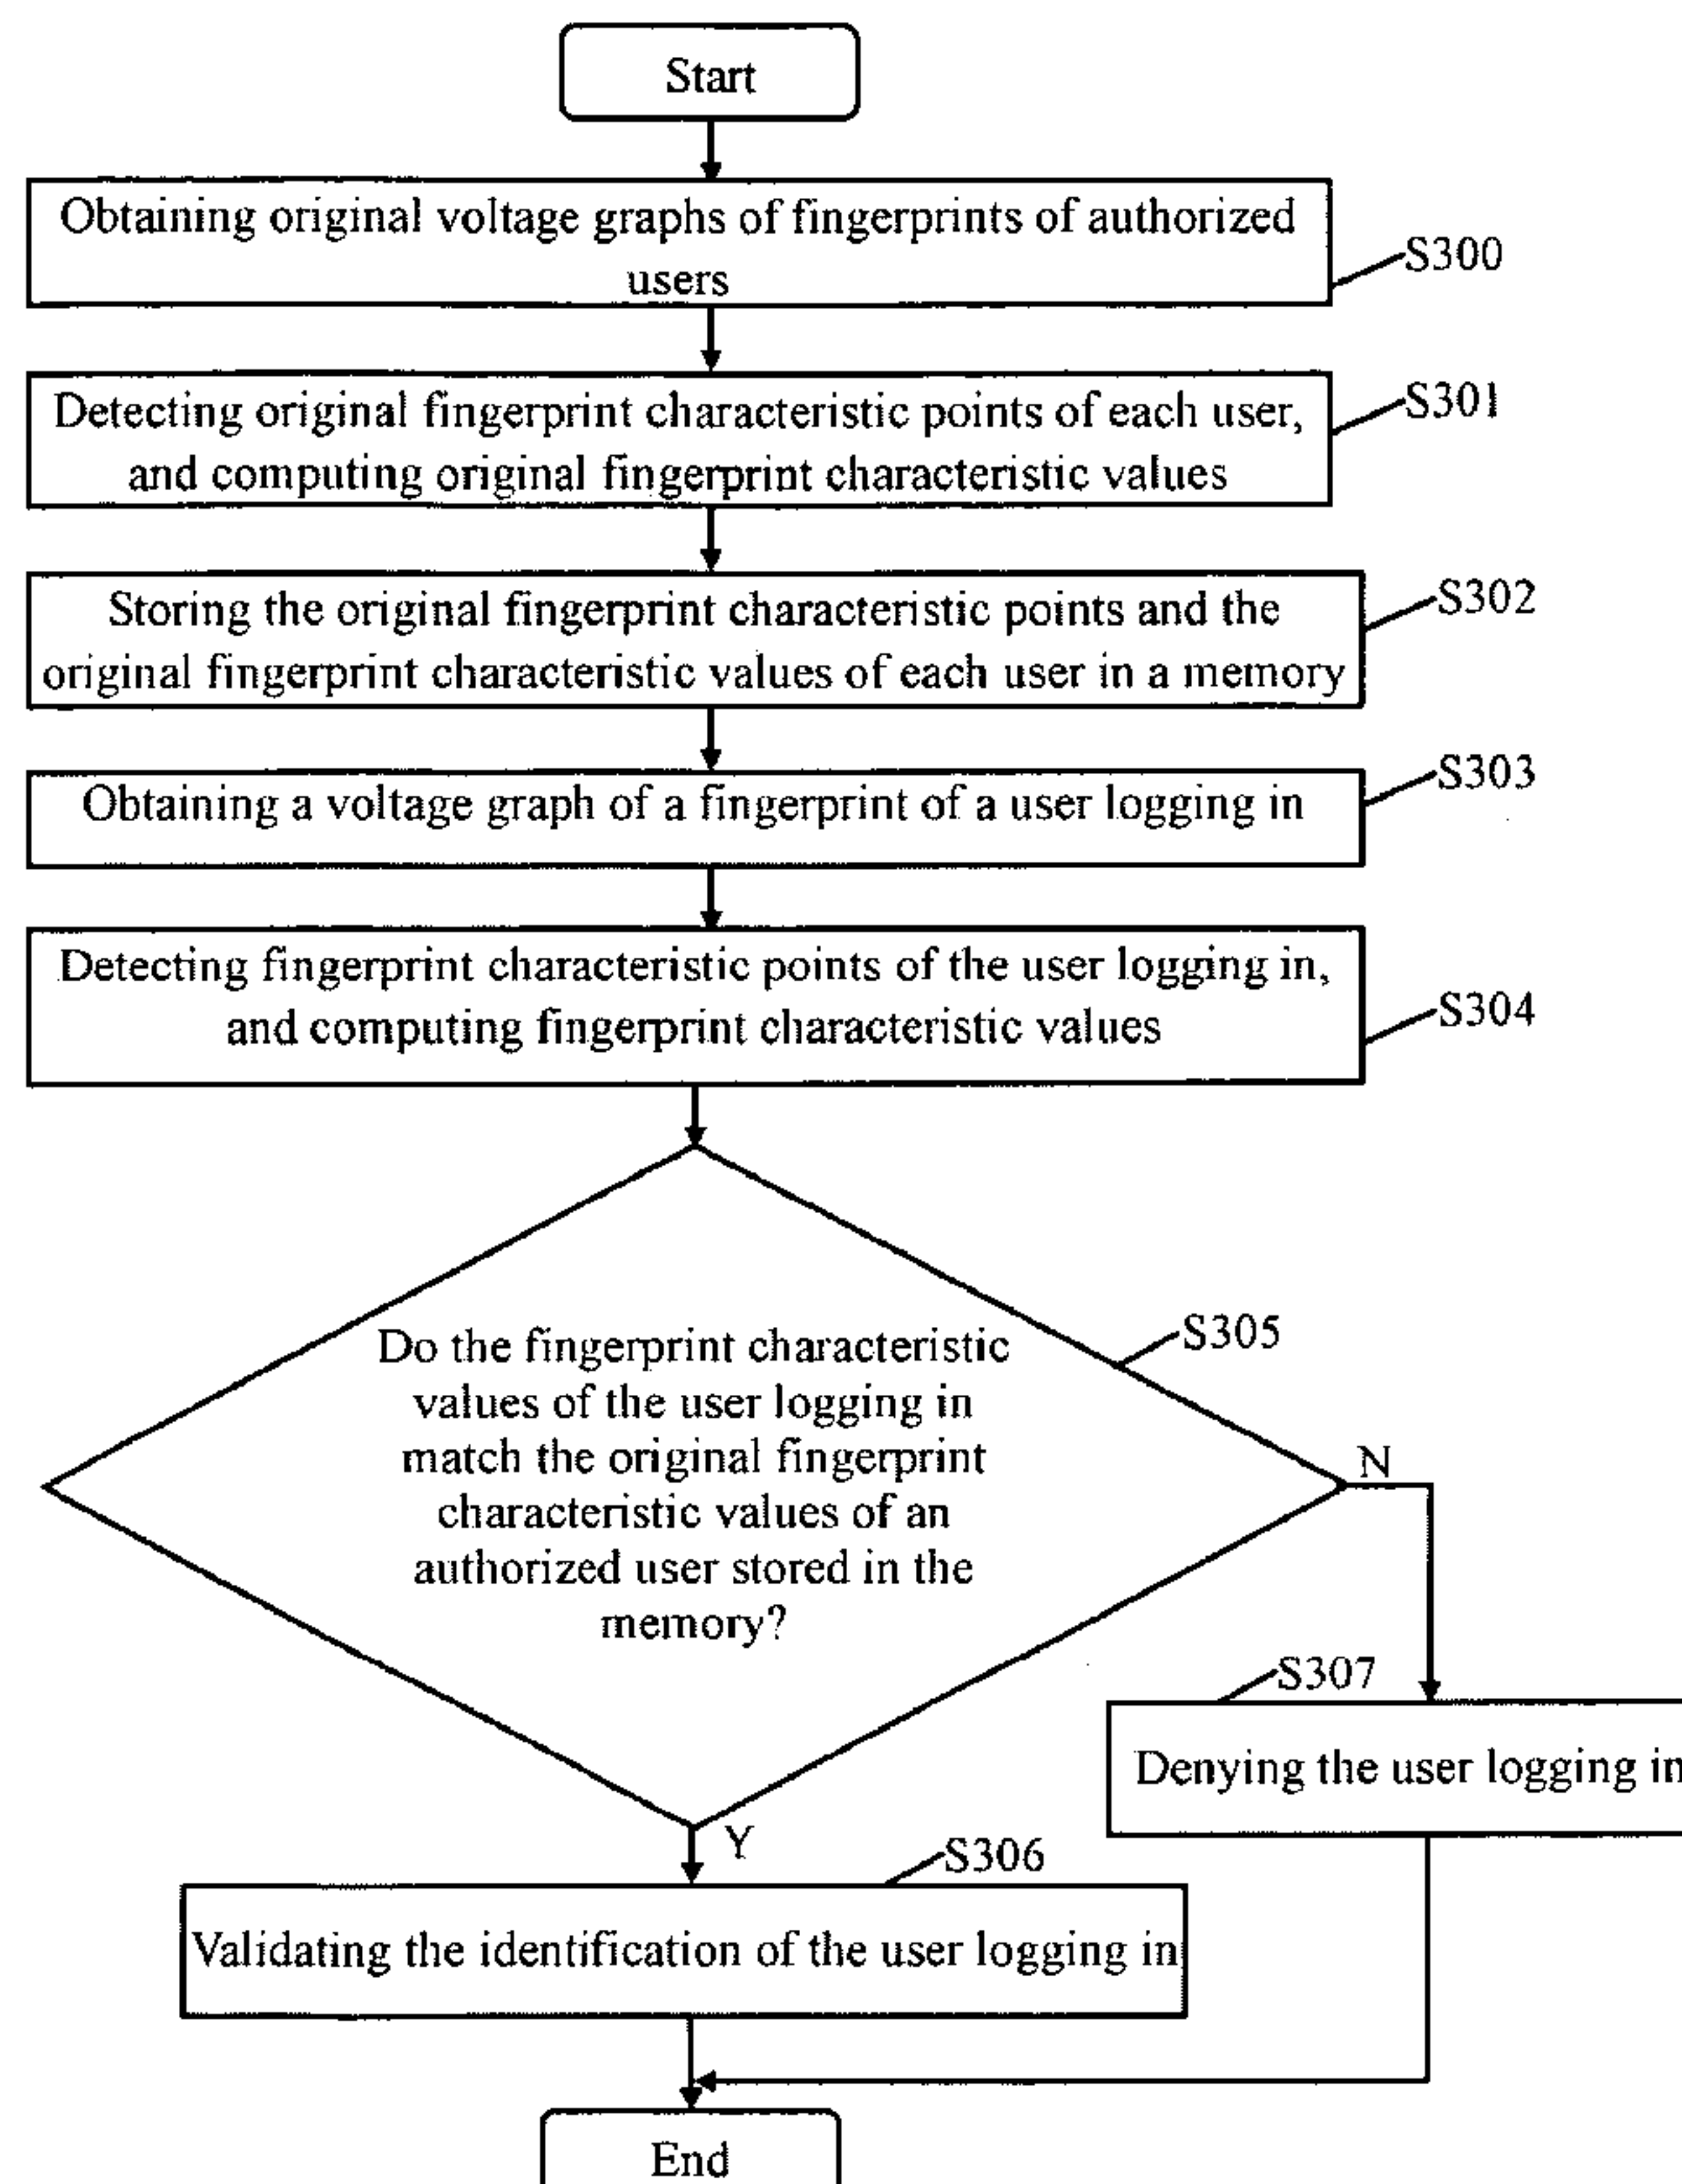 Start
Obtaining original voltage graphs of fingerprints of authorized
users
S300
Detecting original fingerprint characteristic points of each user,
and computing original fingerprint characteristic values
S301
Storing the original fingerprint characteristic points and the
original fingerprint characteristic values of each user in a memory
S302
Obtaining a voltage graph of a fingerprint of a user logging in
S303
Detecting fingerprint characteristic points of the user logging in,
and computing fingerprint characteristic values
S304
Do the fingerprint characteristic
values of the user logging in
match the original fingerprint
characteristic values of an
authorized user stored in the
memory?
S305
N
S307
Denying the user logging in
Y
S306
Validating the identification of the user logging in
End